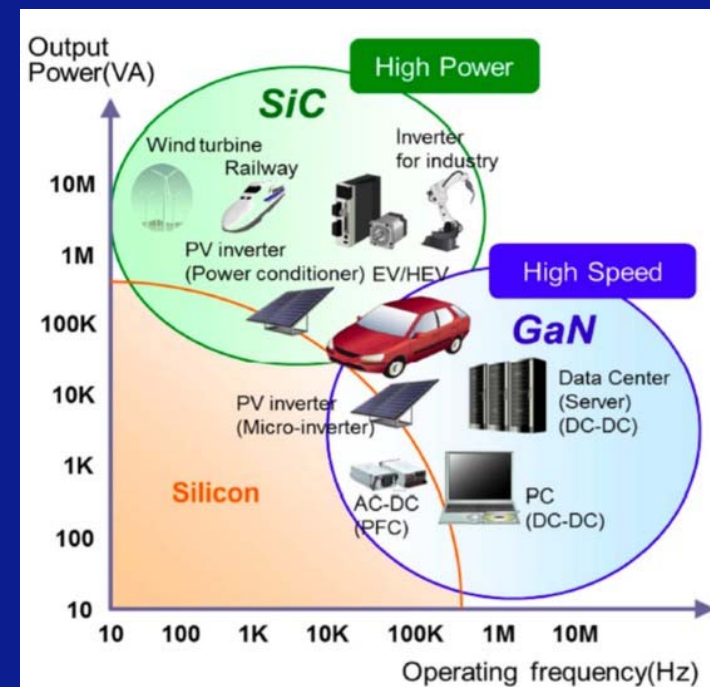 Output
Power(VA)
High Power
SiC
Wind turbine
Railway
Inverter
for industry
PV inverter
(Power conditioner)
EV/HEV
High Speed
GaN
Data Center
(Server)
(DC-DC)
PV inverter
(Micro-inverter)
Silicon
AC-DC
(PFC)
PC
(DC-DC)
10M
1M
100K
10K
1K
100
10
10 100 1K 10K 100K 1M 10M
Operating frequency(Hz)